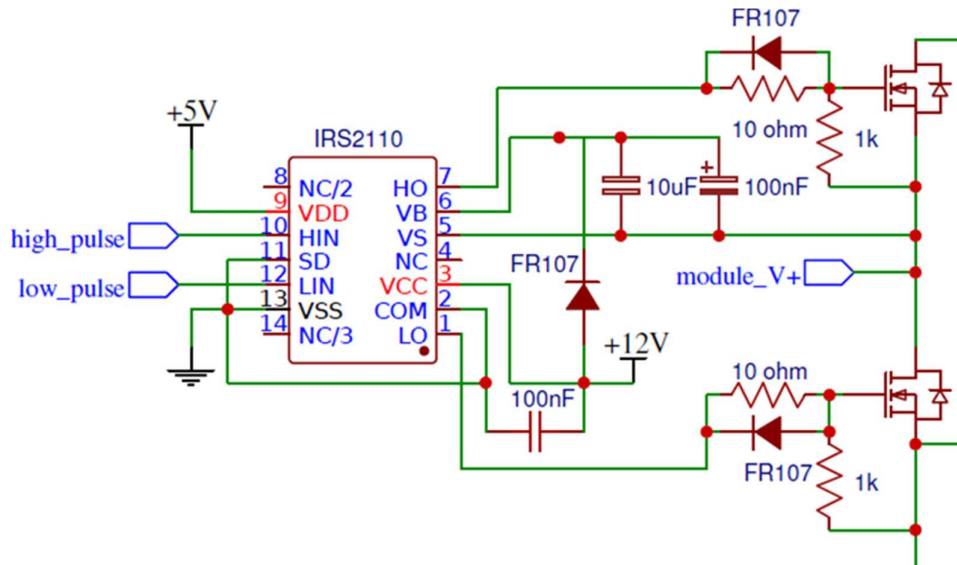 FR107
10 ohm
1k
+5V
IRS2110
8 NC/2 HO 7
9 VDD VB 6
10 HIN VS 5
11 SD NC 4
12 LIN VCC 3
13 VSS COM 2
14 NC/3 LO 1
high_pulse
low_pulse
+
10uF
100nF
FR107
module_V+
+12V
100nF
10 ohm
FR107
1k